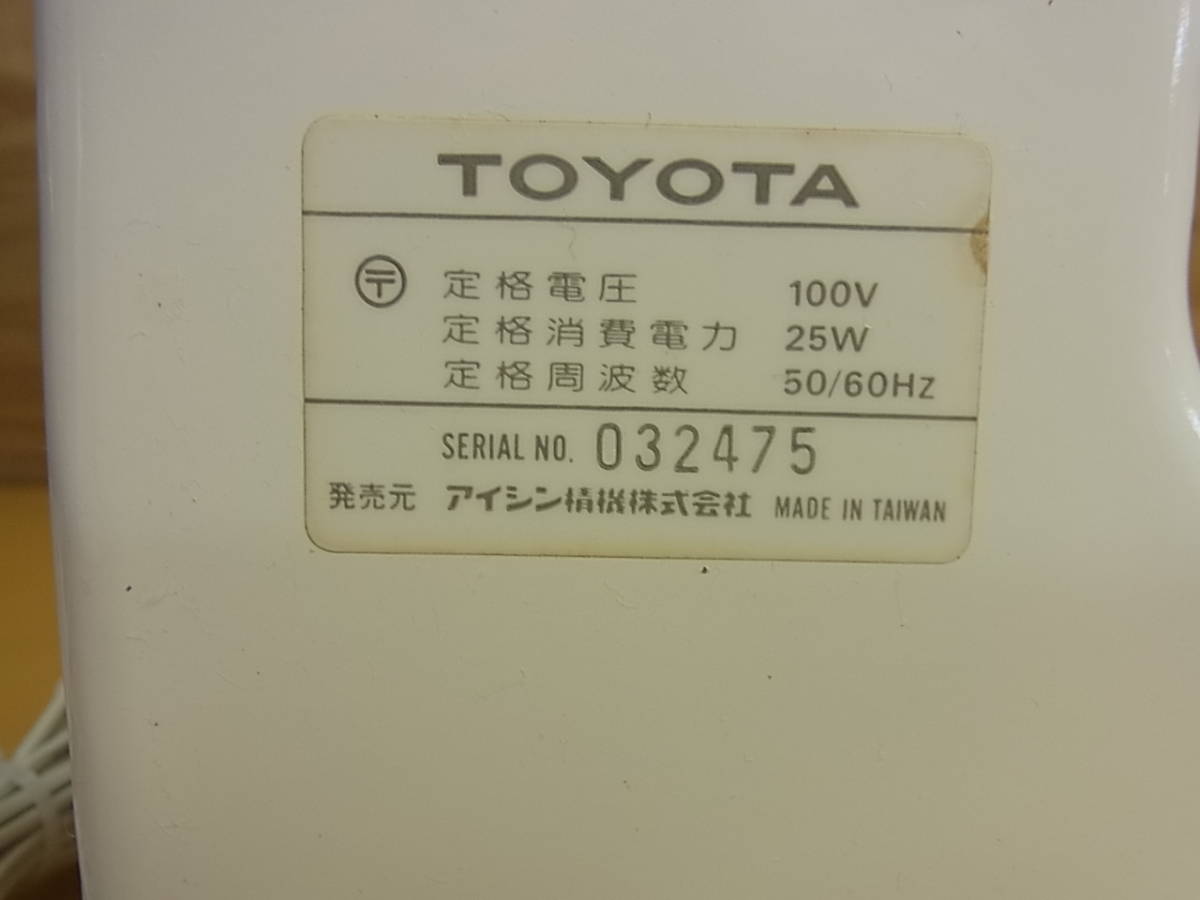 TOYOTA
〶 定格電圧 100V
定格消費電力 25W
定格周波数 50/60Hz
SERIAL NO. 032475
発売元 アイシン精機株式会社 MADE IN TAIWAN